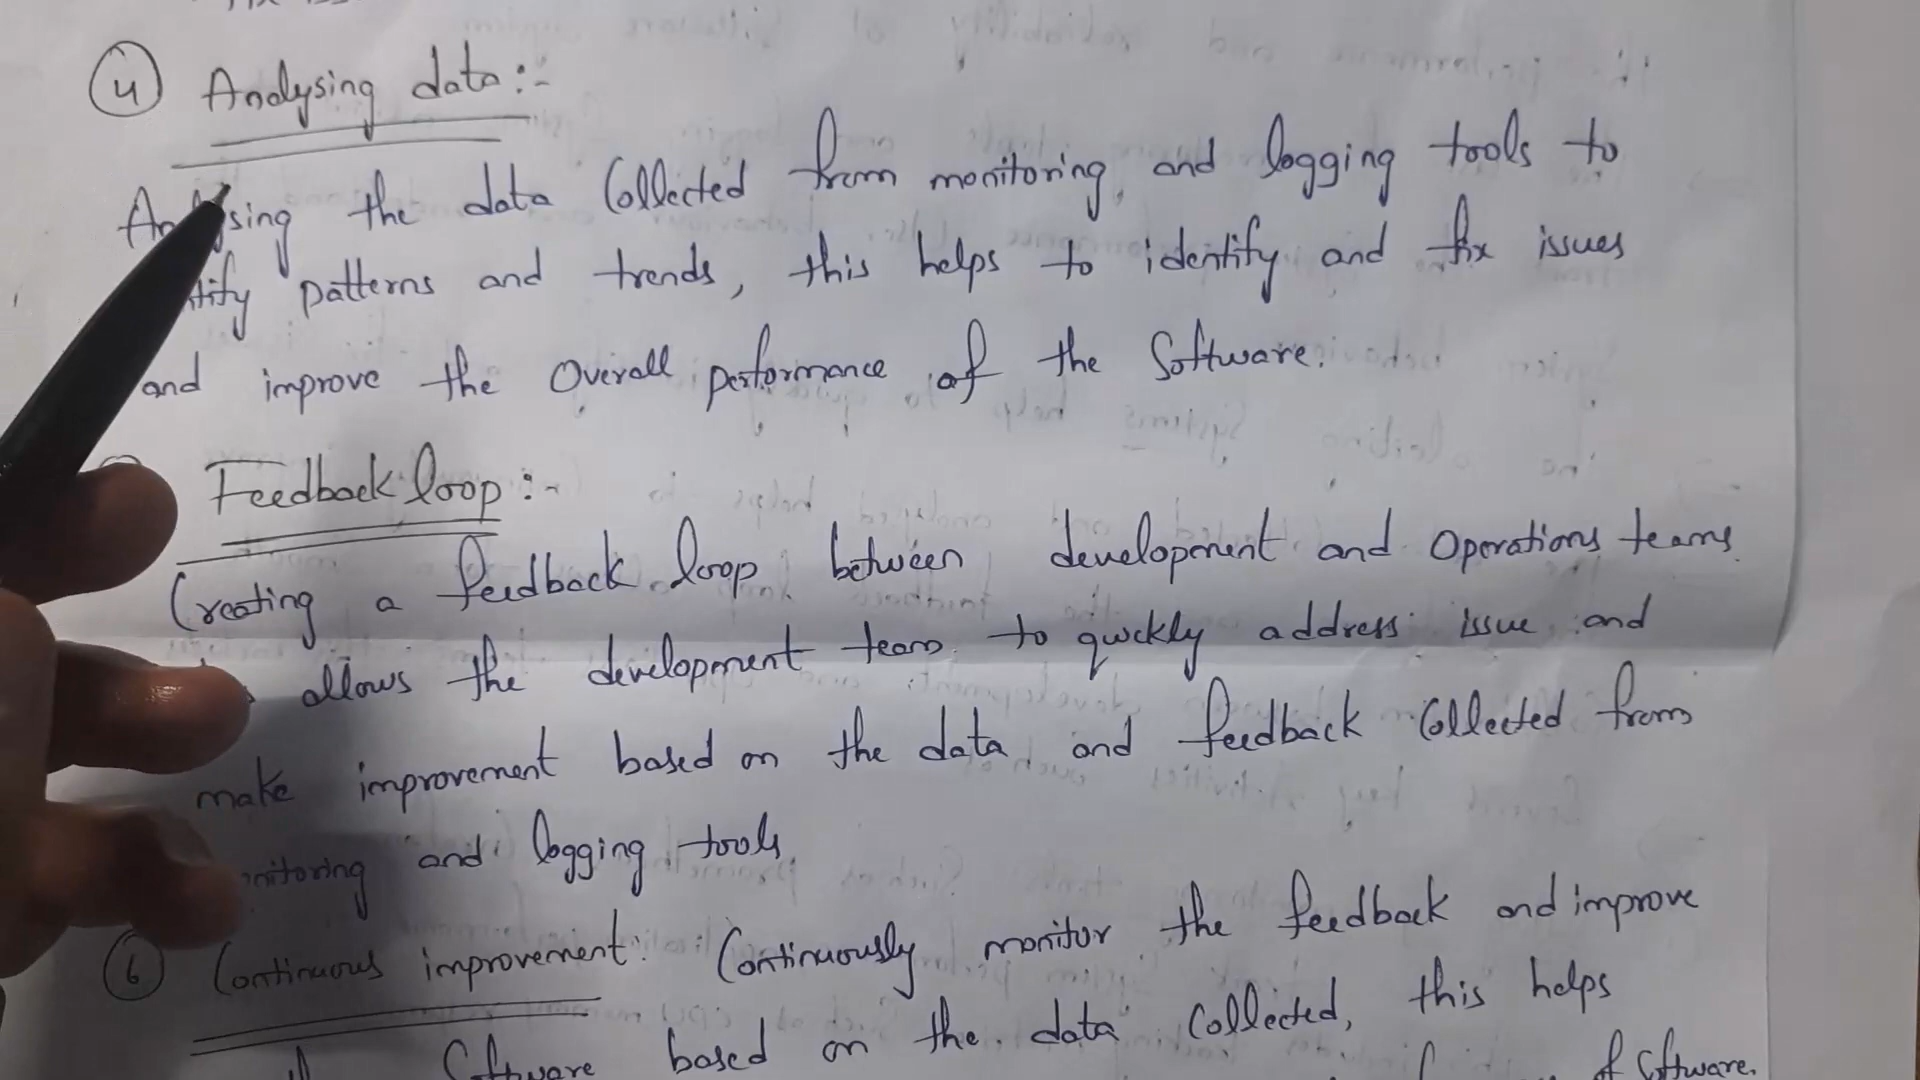 4 Analysing data:-
Analysing the data Collected from monitoring and logging tools to
patterns and trends, this helps to identify and fix issues
and improve the Overall performance of the Software.
Feedback loop:-
Creating a feedback loop between development and Operations teams
allows the development team to quickly address issue and
make improvement based on the data and feedback Collected from
and logging tools
6 Continuous improvement: Continuously monitor the feedback and improve
Software based on the data Collected, this helps
of Software.